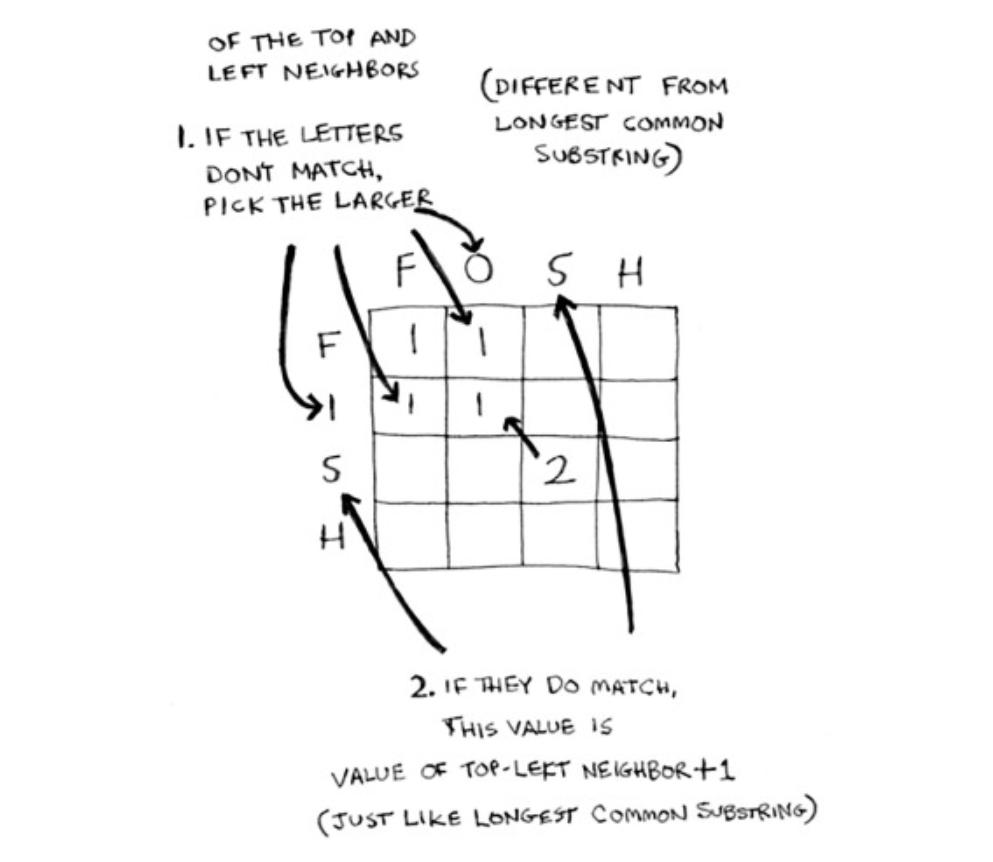 OF THE TOP AND
LEFT NEIGHBORS
(DIFFERENT FROM
LONGEST COMMON
SUBSTRING)
1. IF THE LETTERS
DON'T MATCH,
PICK THE LARGER
F O S H
F 1 1
I 1 1
S 2
H
2. IF THEY DO MATCH,
THIS VALUE IS
VALUE OF TOP-LEFT NEIGHBOR+1
(JUST LIKE LONGEST COMMON SUBSTRING)